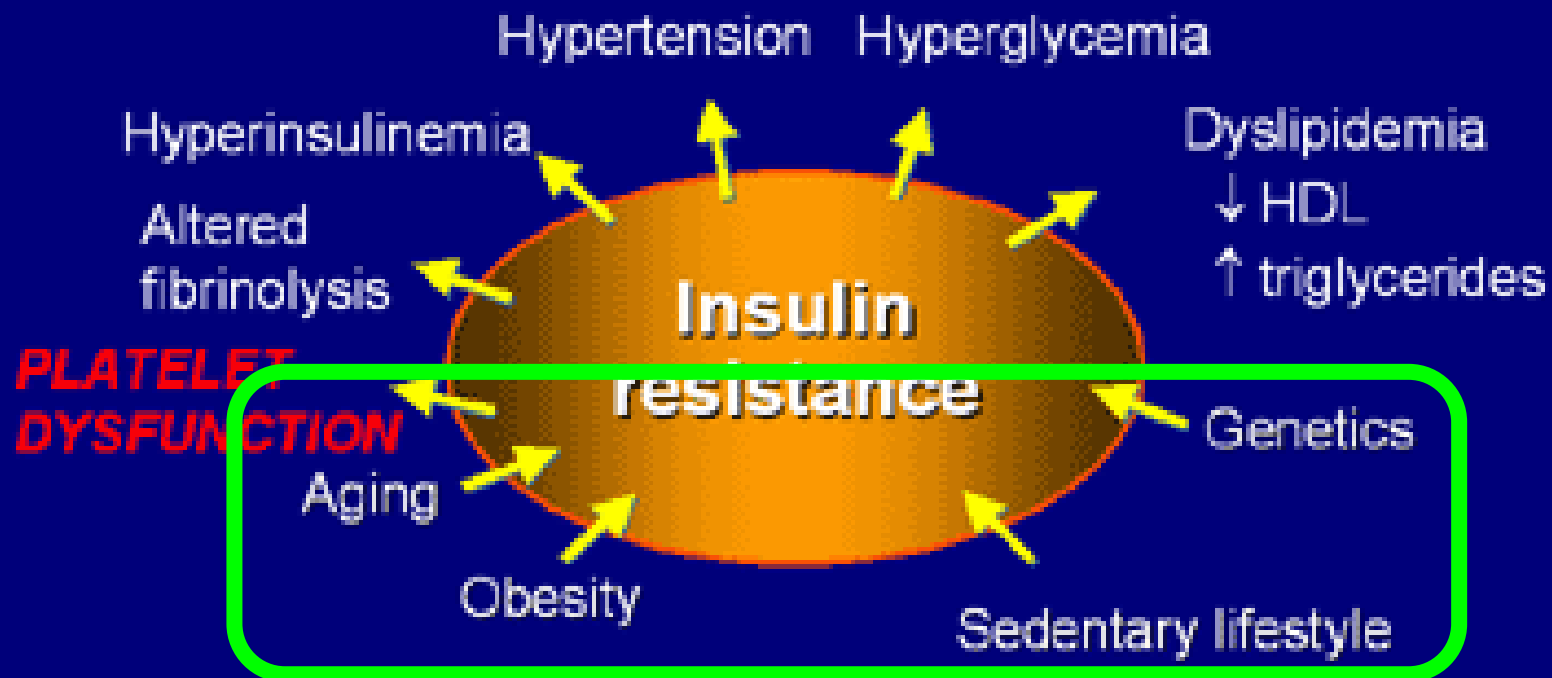 Hypertension Hyperglycemia
Hyperinsulinemia
Dyslipidemia
↓ HDL
↑ triglycerides
Altered
fibrinolysis
Insulin
resistance
PLATELET
DYSFUNCTION
Genetics
Aging
Obesity
Sedentary lifestyle